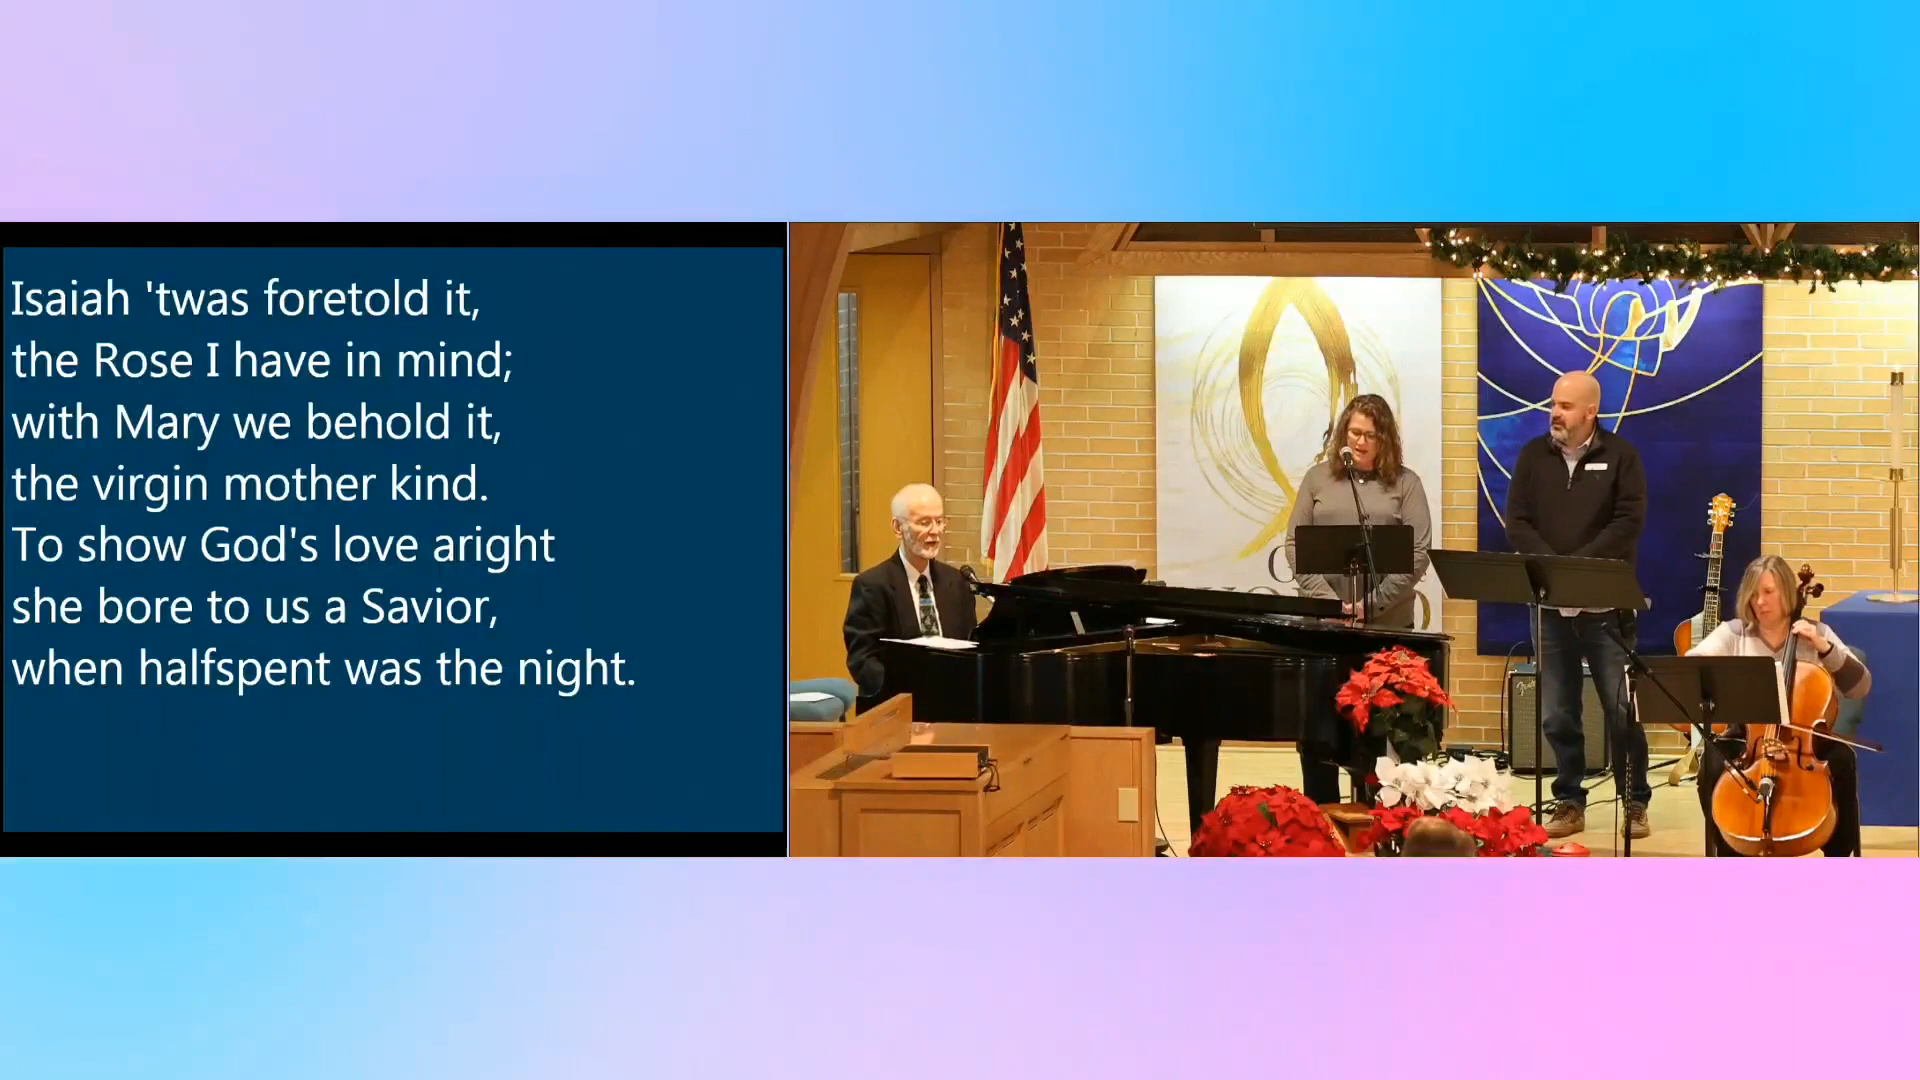 Isaiah 'twas foretold it,
the Rose I have in mind;
with Mary we behold it,
the virgin mother kind.
To show God's love aright
she bore to us a Savior,
when halfspent was the night.
Fender